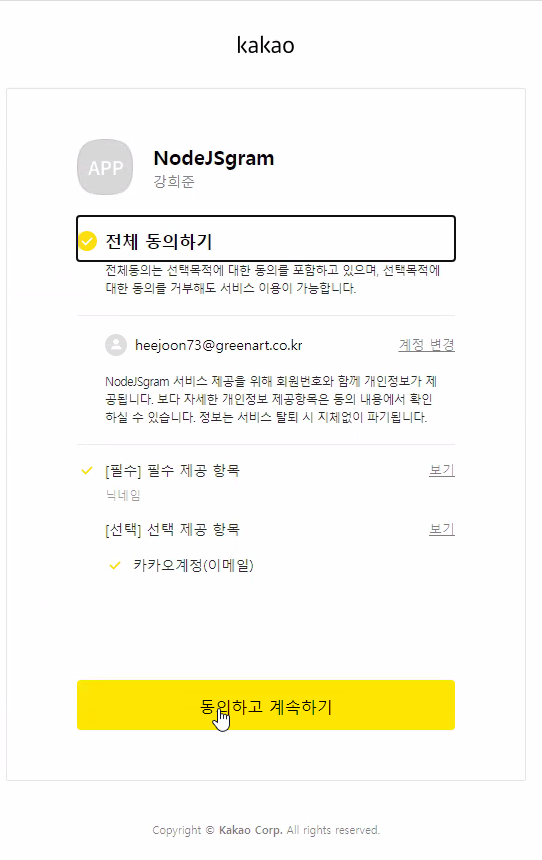 kakao
APP
NodeJSgram
강희준
전체 동의하기
전체동의는 선택목적에 대한 동의를 포함하고 있으며, 선택목적에
대한 동의를 거부해도 서비스 이용이 가능합니다.
heejoon73@greenart.co.kr 계정 변경
NodeJSgram 서비스 제공을 위해 회원번호와 함께 개인정보가 제
공됩니다. 보다 자세한 개인정보 제공항목은 동의 내용에서 확인
하실 수 있습니다. 정보는 서비스 탈퇴 시 지체없이 파기됩니다.
[필수] 필수 제공 항목 보기
닉네임
[선택] 선택 제공 항목 보기
카카오계정(이메일)
동의하고 계속하기
Copyright © Kakao Corp. All rights reserved.